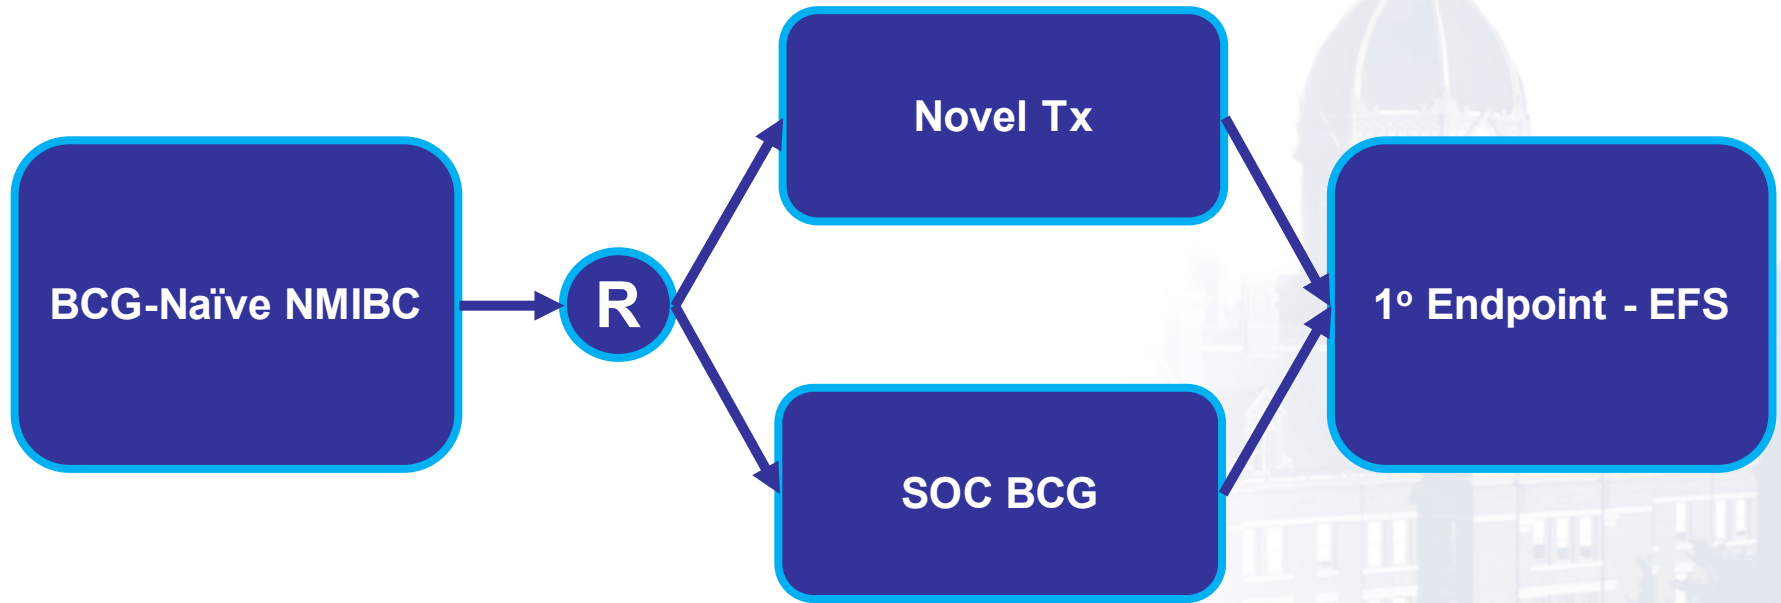 BCG-Naïve NMIBC
R
Novel Tx
SOC BCG
1º Endpoint - EFS